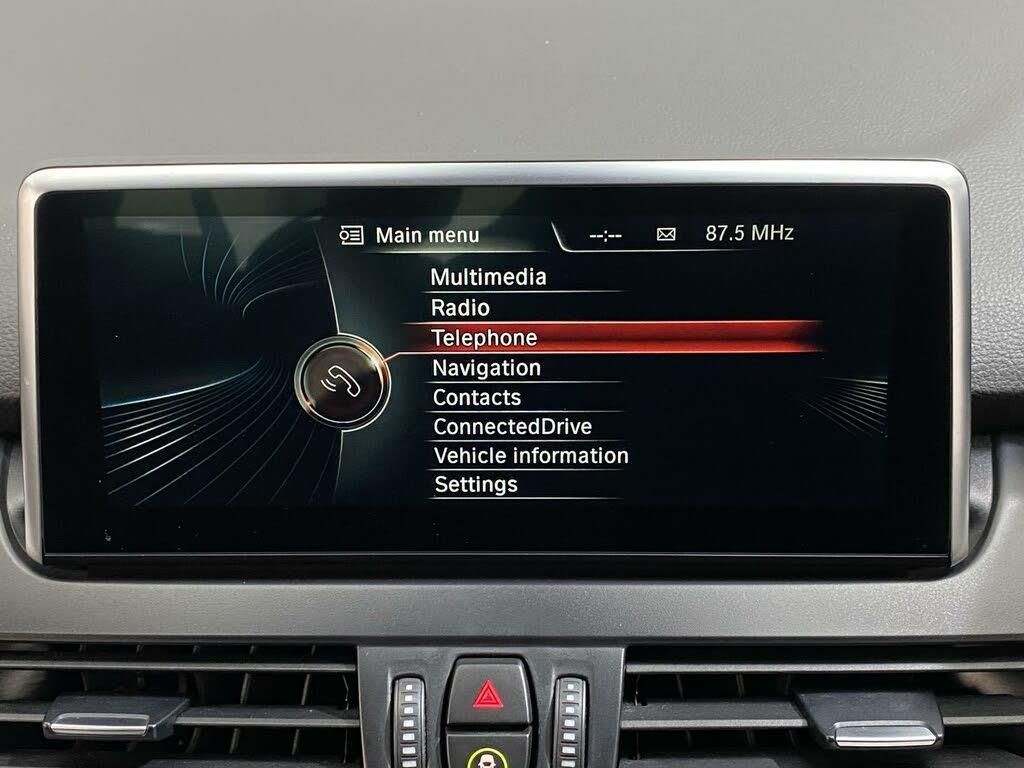 Main menu --:-- 87.5 MHz
Multimedia
Radio
Telephone
Navigation
Contacts
ConnectedDrive
Vehicle information
Settings